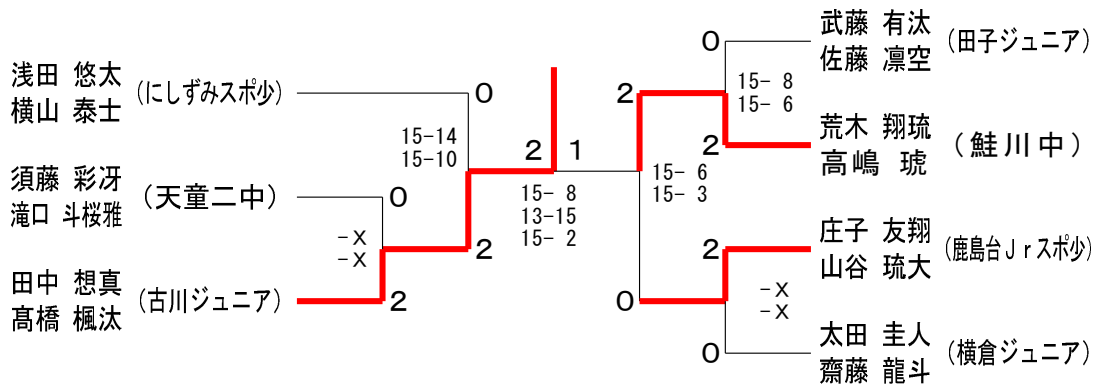 浅田 悠太
横山 泰士
(にしずみスポ少)
0
15-14
15-10
須藤 彩冴
滝口 斗桜雅
(天童二中)
0
-X
-X
2
田中 想真
髙橋 楓汰
(古川ジュニア)
2
2
1
15- 8
13-15
15- 2
武藤 有汰
佐藤 凛空
(田子ジュニア)
0
15- 8
15- 6
2
荒木 翔琉
高嶋 琥
(鮭川中)
2
15- 6
15- 3
庄子 友翔
山谷 琉大
(鹿島台Jrスポ少)
2
-X
-X
0
太田 圭人
齋藤 龍斗
(横倉ジュニア)
0